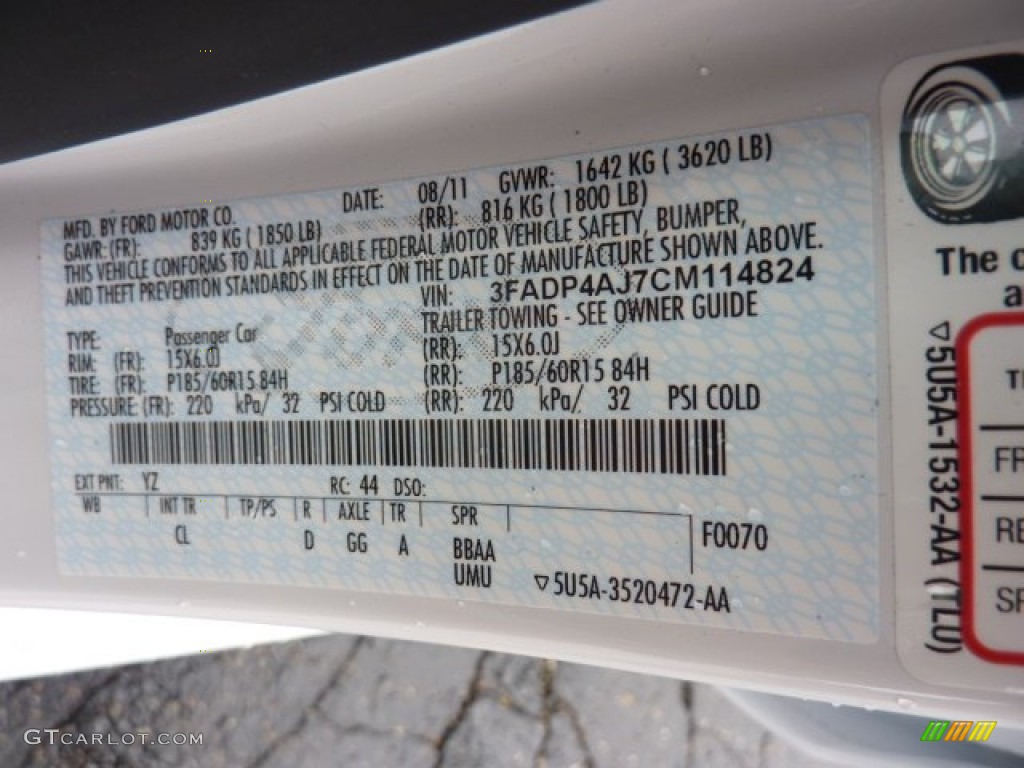 MFD. BY FORD MOTOR CO. DATE: 08/11 GVWR: 1642 KG ( 3620 LB)
GAWR: (FR): 839 KG ( 1850 LB) (RR): 816 KG ( 1800 LB)
THIS VEHICLE CONFORMS TO ALL APPLICABLE FEDERAL MOTOR VEHICLE SAFETY, BUMPER,
AND THEFT PREVENTION STANDARDS IN EFFECT ON THE DATE OF MANUFACTURE SHOWN ABOVE.
VIN: 3FADP4AJ7CM114824
TRAILER TOWING - SEE OWNER GUIDE
TYPE: Passenger Car
RIM: (FR): 15X6.0J (RR): 15X6.0J
TIRE: (FR): P185/60R15 84H (RR): P185/60R15 84H
PRESSURE: (FR): 220 kPa/ 32 PSI COLD (RR): 220 kPa/ 32 PSI COLD
EXT PNT: YZ RC: 44 DSO:
WB INT TR TP/PS R AXLE TR SPR F0070
CL D GG A BBAA
UMU ▽5U5A-3520472-AA
The c
a
▽5U5A-1532-AA (TLU)
FR
RE
SP
GTCARLOT.COM